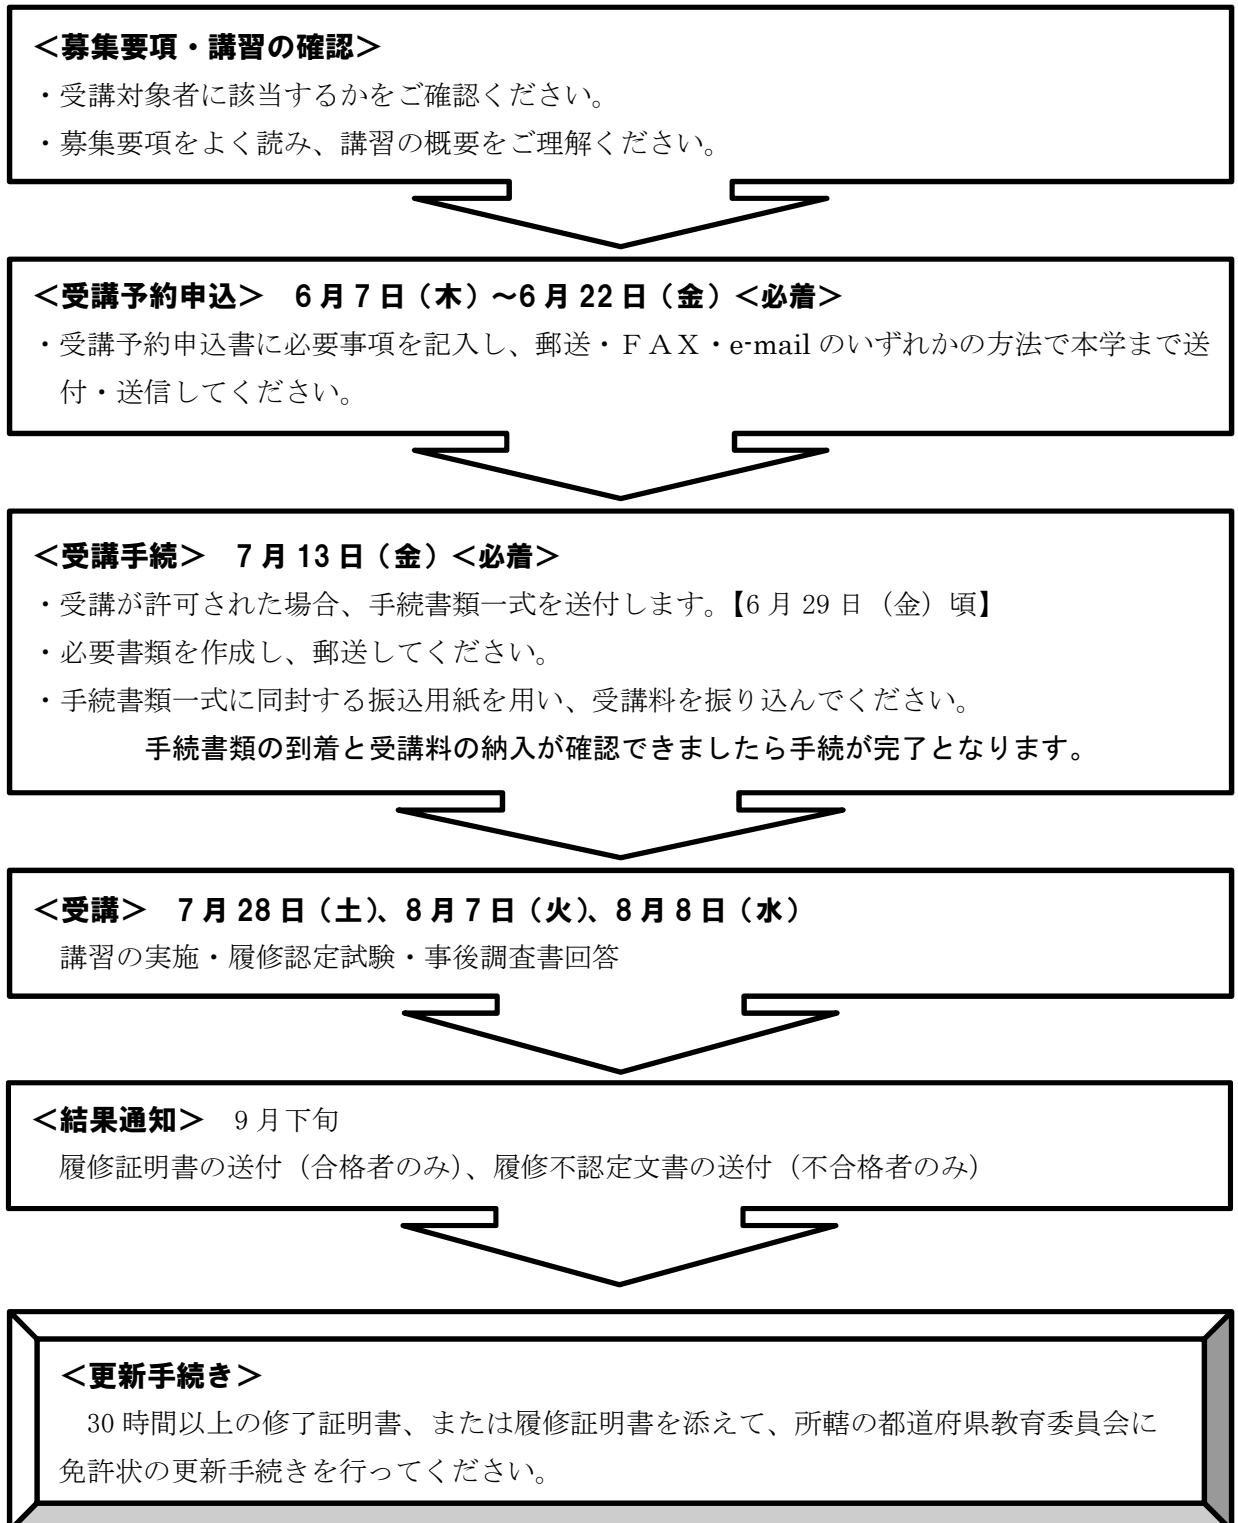 ＜募集要項・講習の確認＞
・受講対象者に該当するかをご確認ください。
・募集要項をよく読み、講習の概要をご理解ください。
＜受講予約申込＞　6月7日（木）～6月22日（金）＜必着＞
・受講予約申込書に必要事項を記入し、郵送・ＦＡＸ・e-mailのいずれかの方法で本学まで送
付・送信してください。
＜受講手続＞　7月13日（金）＜必着＞
・受講が許可された場合、手続書類一式を送付します。【6月29日（金）頃】
・必要書類を作成し、郵送してください。
・手続書類一式に同封する振込用紙を用い、受講料を振り込んでください。
手続書類の到着と受講料の納入が確認できましたら手続が完了となります。
＜受講＞　7月28日（土）、8月7日（火）、8月8日（水）
講習の実施・履修認定試験・事後調査書回答
＜結果通知＞　9月下旬
履修証明書の送付（合格者のみ）、履修不認定文書の送付（不合格者のみ）
＜更新手続き＞
30時間以上の修了証明書、または履修証明書を添えて、所轄の都道府県教育委員会に
免許状の更新手続きを行ってください。